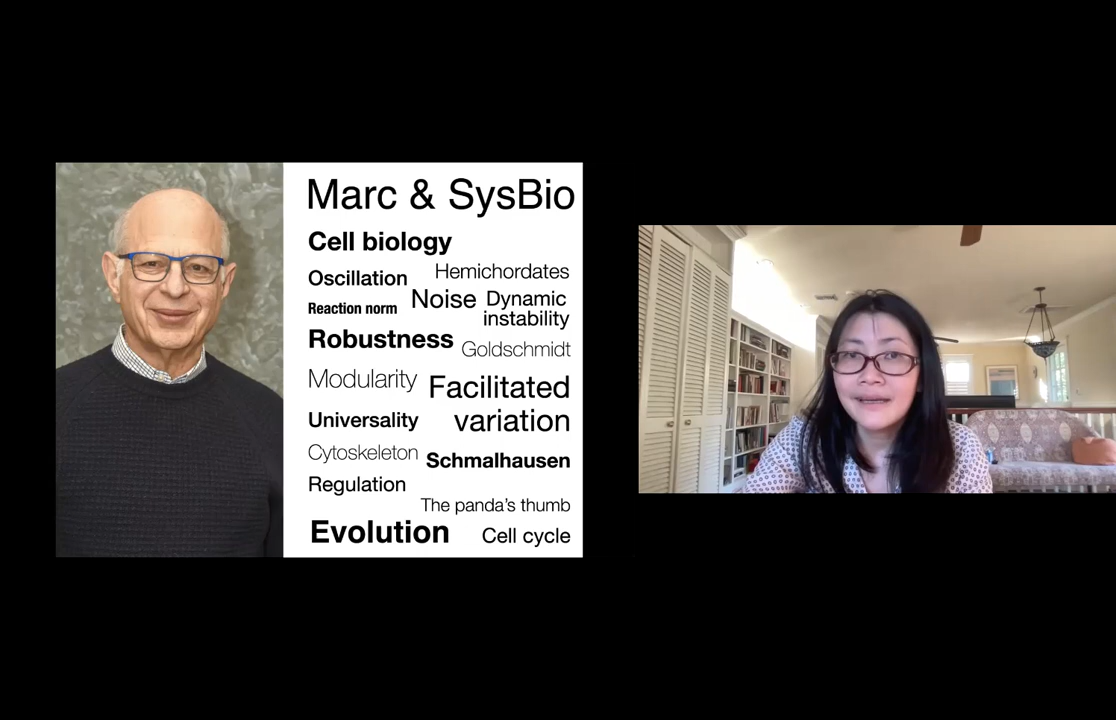 Marc & SysBio
Cell biology
Oscillation
Hemichordates
Reaction norm
Noise
Dynamic
instability
Robustness
Goldschmidt
Modularity
Facilitated
variation
Universality
Cytoskeleton
Schmalhausen
Regulation
The panda's thumb
Evolution
Cell cycle